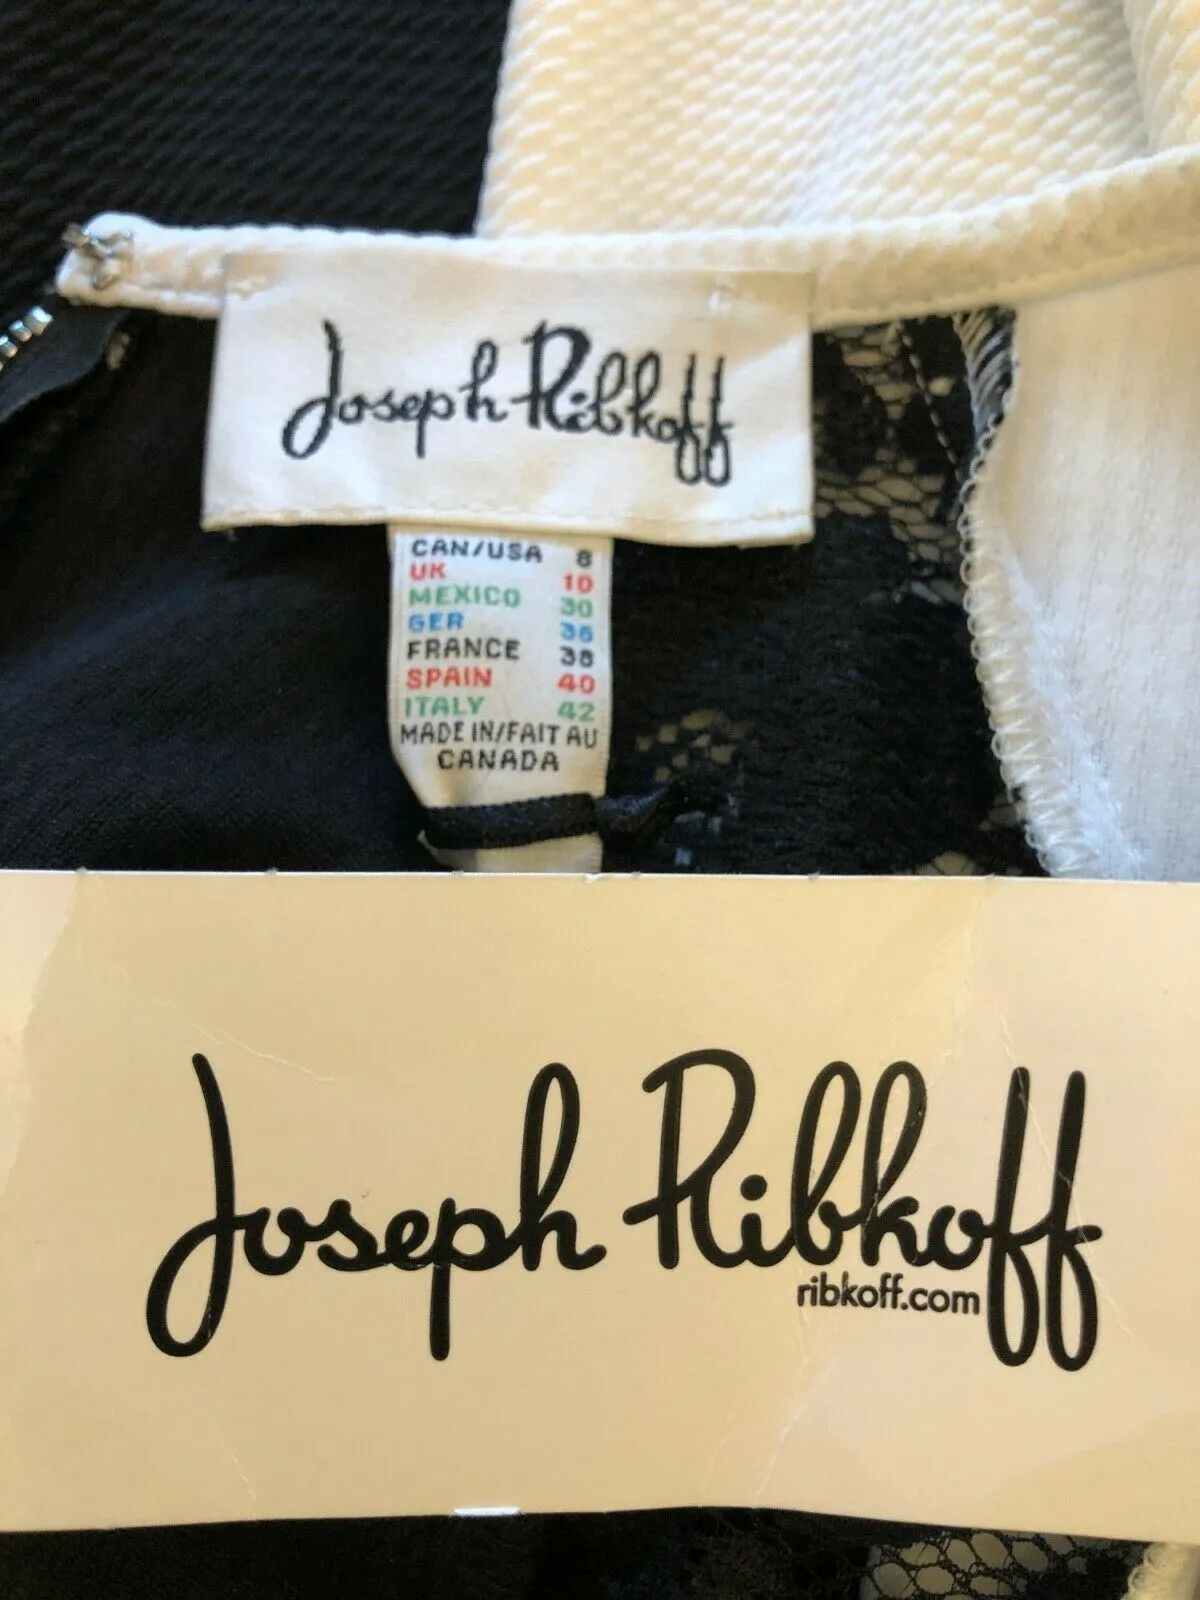 Joseph Ribkoff
CAN/USA 8
UK 10
MEXICO 30
GER 36
FRANCE 38
SPAIN 40
ITALY 42
MADE IN/FAIT AU
CANADA
Joseph Ribkoff
ribkoff.com